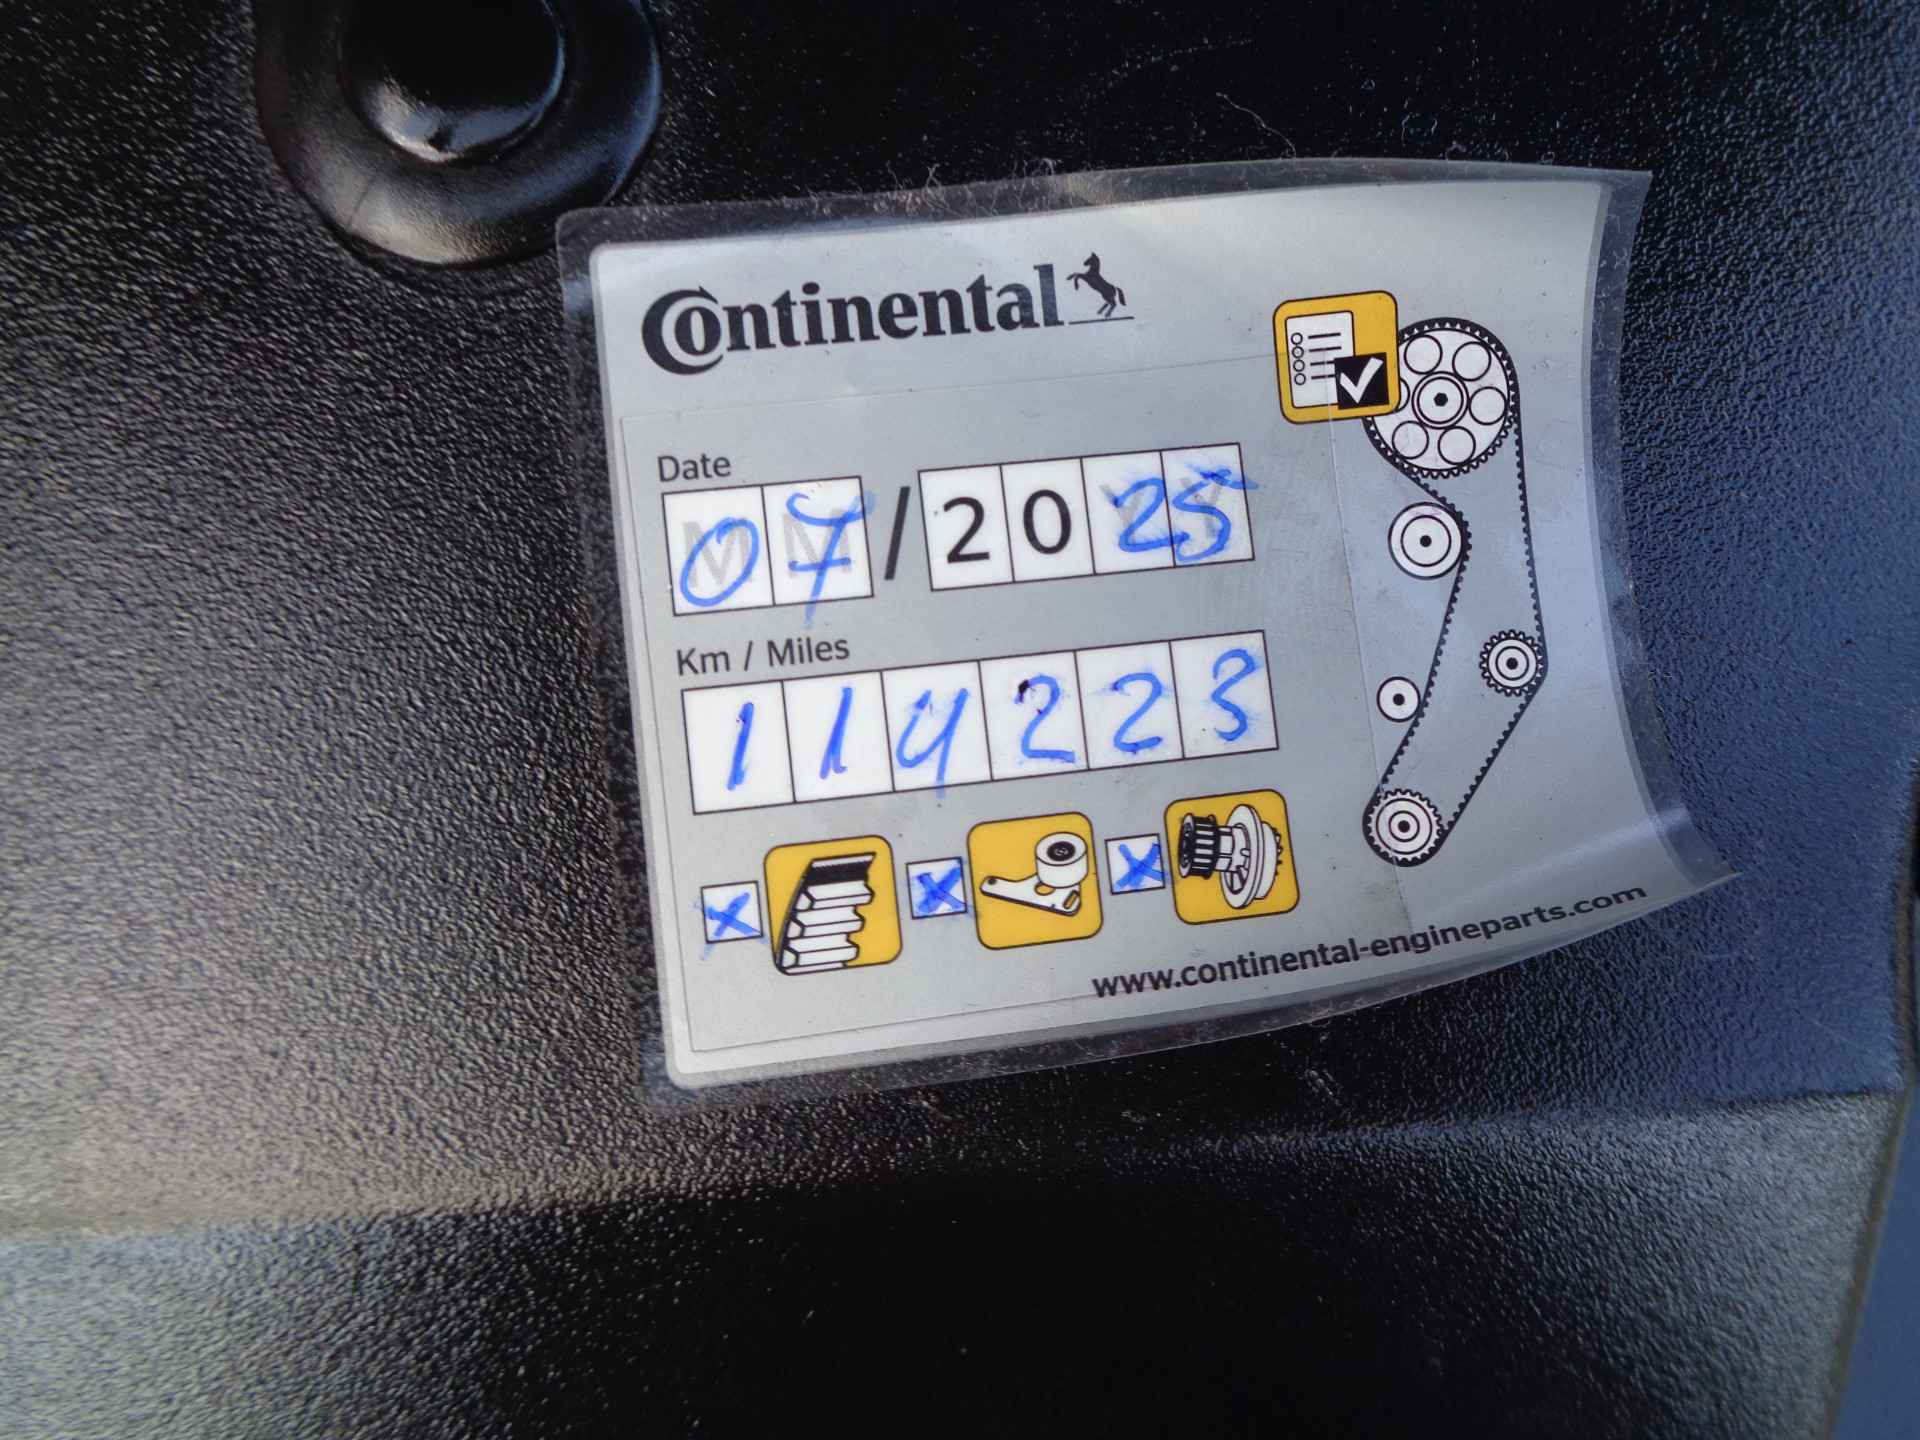 Continental
Date
07/2025
Km / Miles
114223
x x x
www.continental-engineparts.com